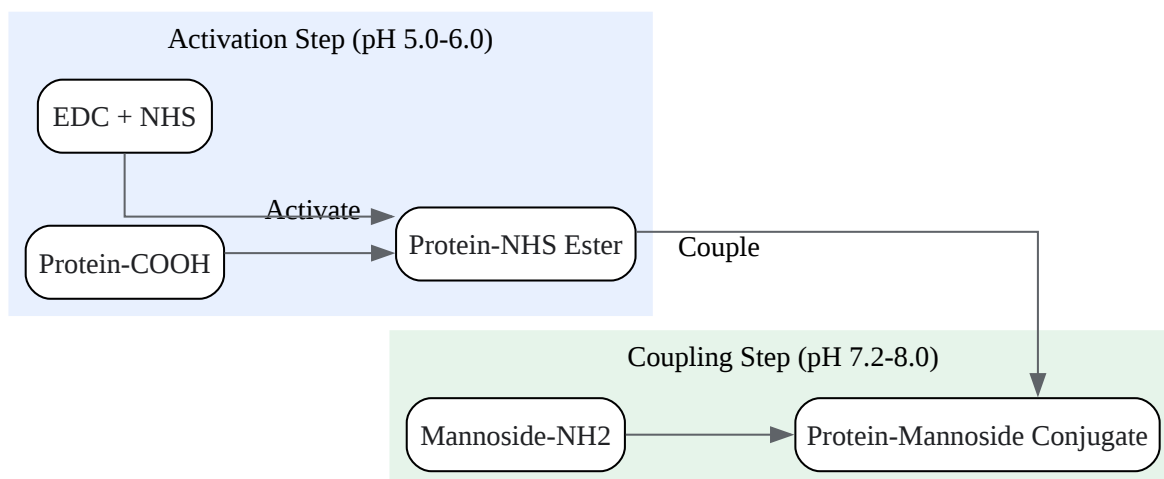 Activation Step (pH 5.0-6.0)
EDC + NHS
Activate
Protein-COOH
Protein-NHS Ester
Couple
Coupling Step (pH 7.2-8.0)
Mannoside-NH2
Protein-Mannoside Conjugate